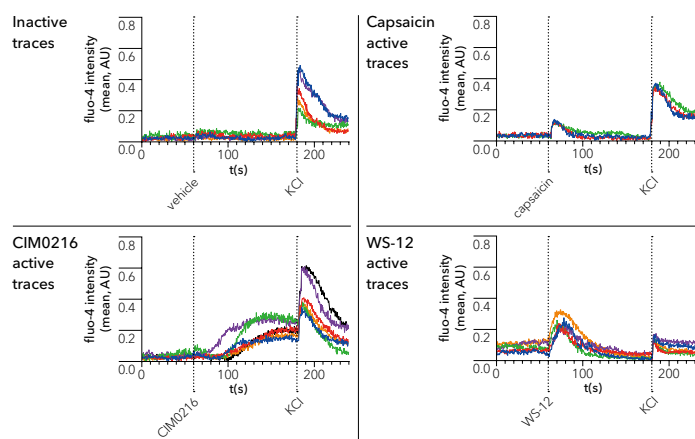 Inactive
traces
fluo-4 intensity
(mean, AU)
0.8
0.6
0.4
0.2
0.0
0
100
200
t(s)
vehicle
KCl
Capsaicin
active
traces
fluo-4 intensity
(mean, AU)
0.8
0.6
0.4
0.2
0.0
0
100
200
t(s)
capsaicin
KCl
CIM0216
active
traces
fluo-4 intensity
(mean, AU)
0.8
0.6
0.4
0.2
0.0
0
100
200
t(s)
CIM0216
KCl
WS-12
active
traces
fluo-4 intensity
(mean, AU)
0.8
0.6
0.4
0.2
0.0
0
100
200
t(s)
WS-12
KCl